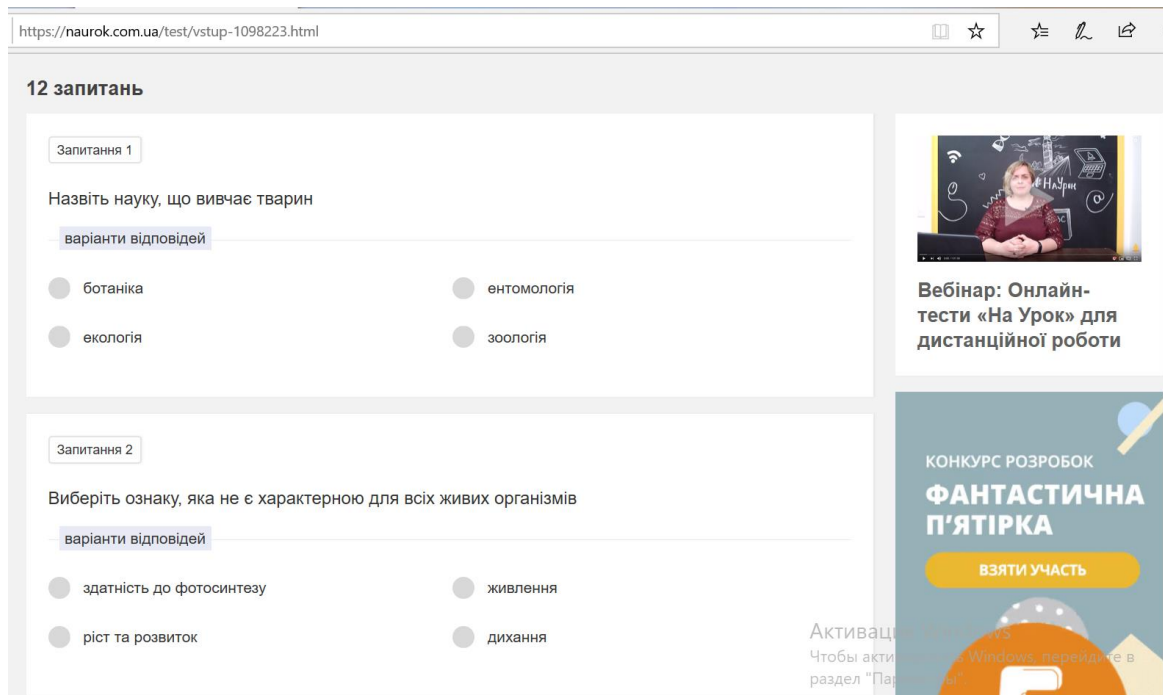 https://naurok.com.ua/test/vstup-1098223.html
12 запитань
Запитання 1
Назвіть науку, що вивчає тварин
варіанти відповідей
ботаніка
ентомологія
екологія
зоологія
Запитання 2
Виберіть ознаку, яка не є характерною для всіх живих організмів
варіанти відповідей
здатність до фотосинтезу
живлення
ріст та розвиток
дихання
#НаУрок
Вебінар: Онлайн-
тести «На Урок» для
дистанційної роботи
КОНКУРС РОЗРОБОК
ФАНТАСТИЧНА
П’ЯТІРКА
ВЗЯТИ УЧАСТЬ
Чтобы Windows, перейдите в
раздел